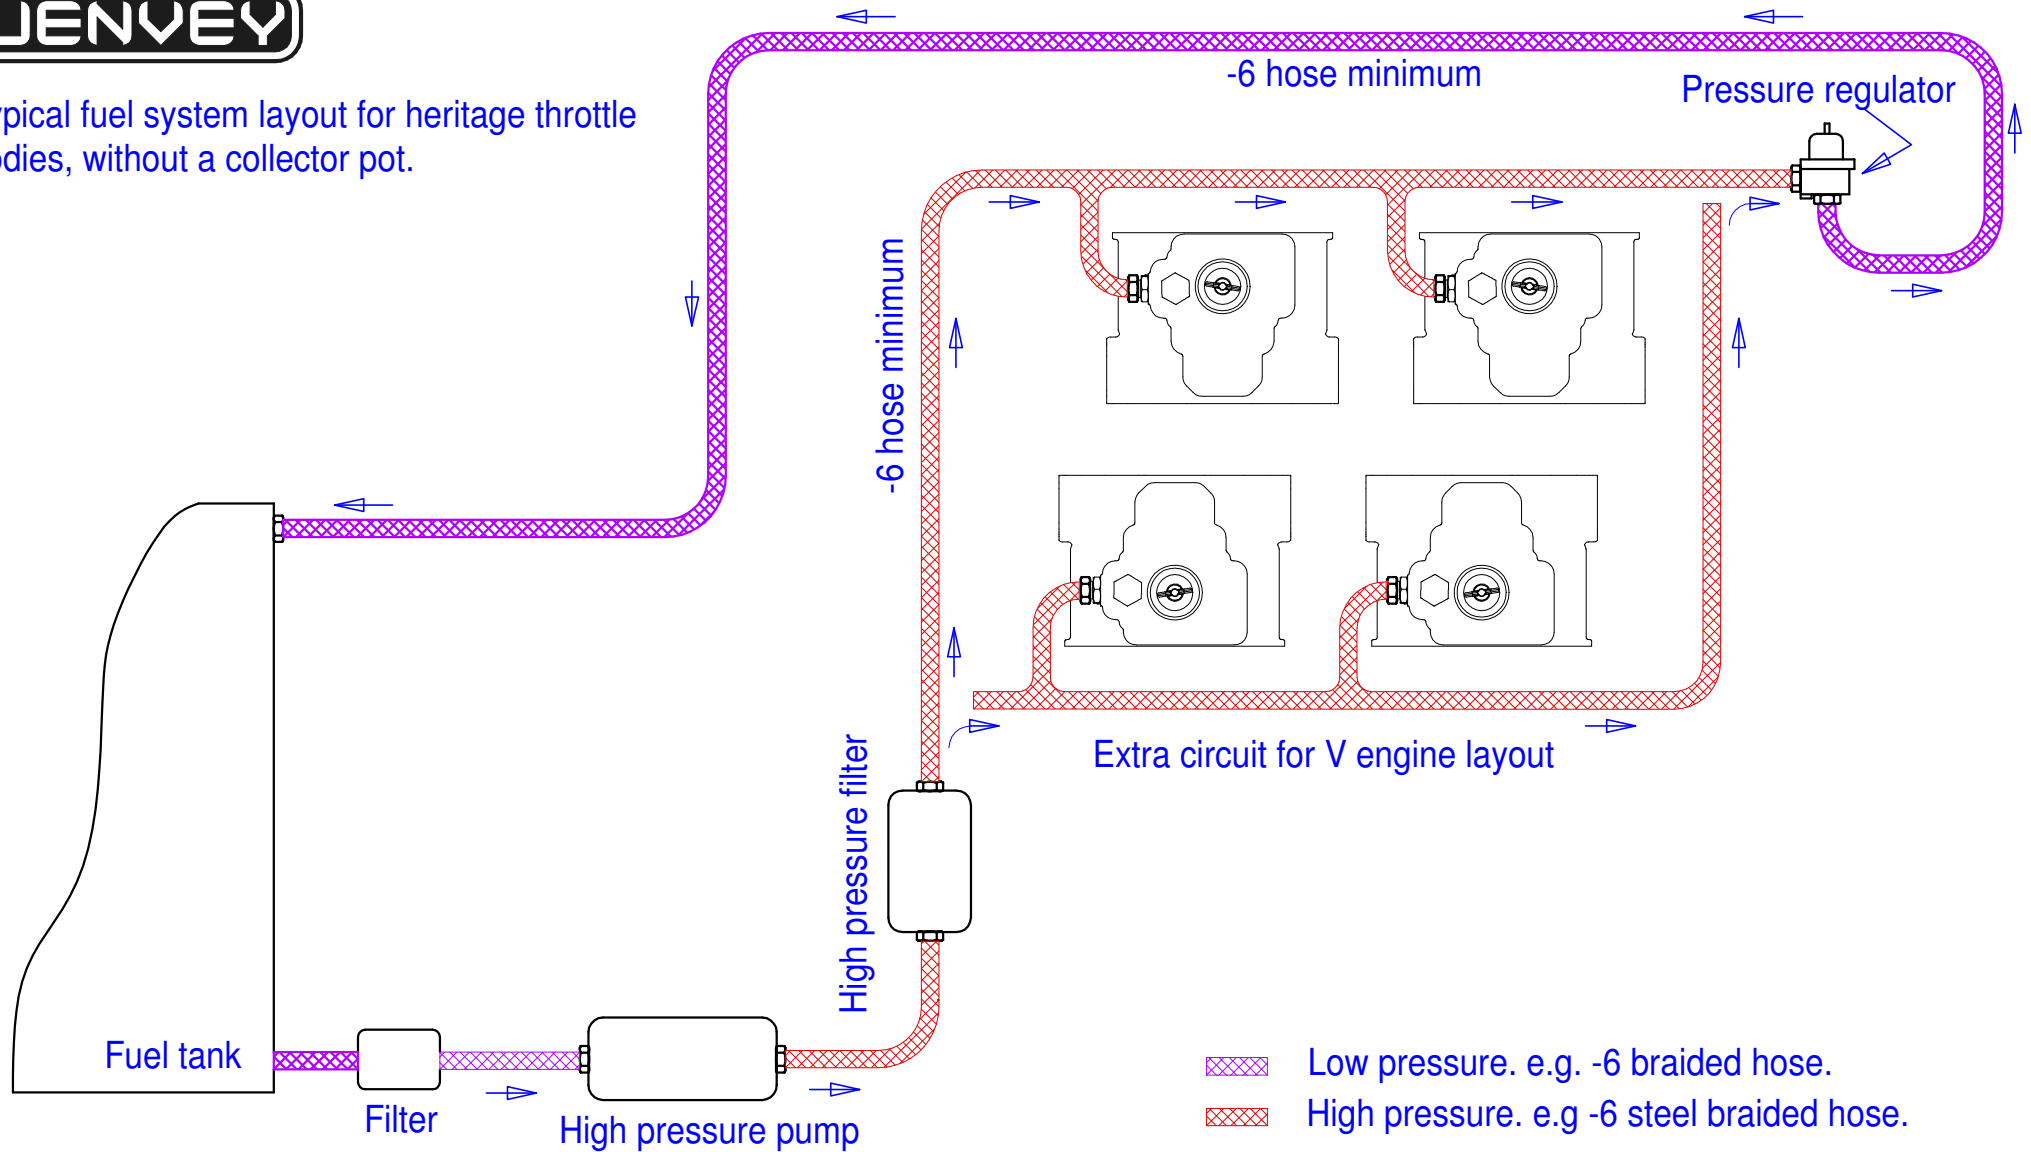 JENVEY
ypical fuel system layout for heritage throttle
odies, without a collector pot.
-6 hose minimum
Pressure regulator
-6 hose minimum
Extra circuit for V engine layout
High pressure filter
Fuel tank
Filter
High pressure pump
Low pressure. e.g. -6 braided hose.
High pressure. e.g -6 steel braided hose.